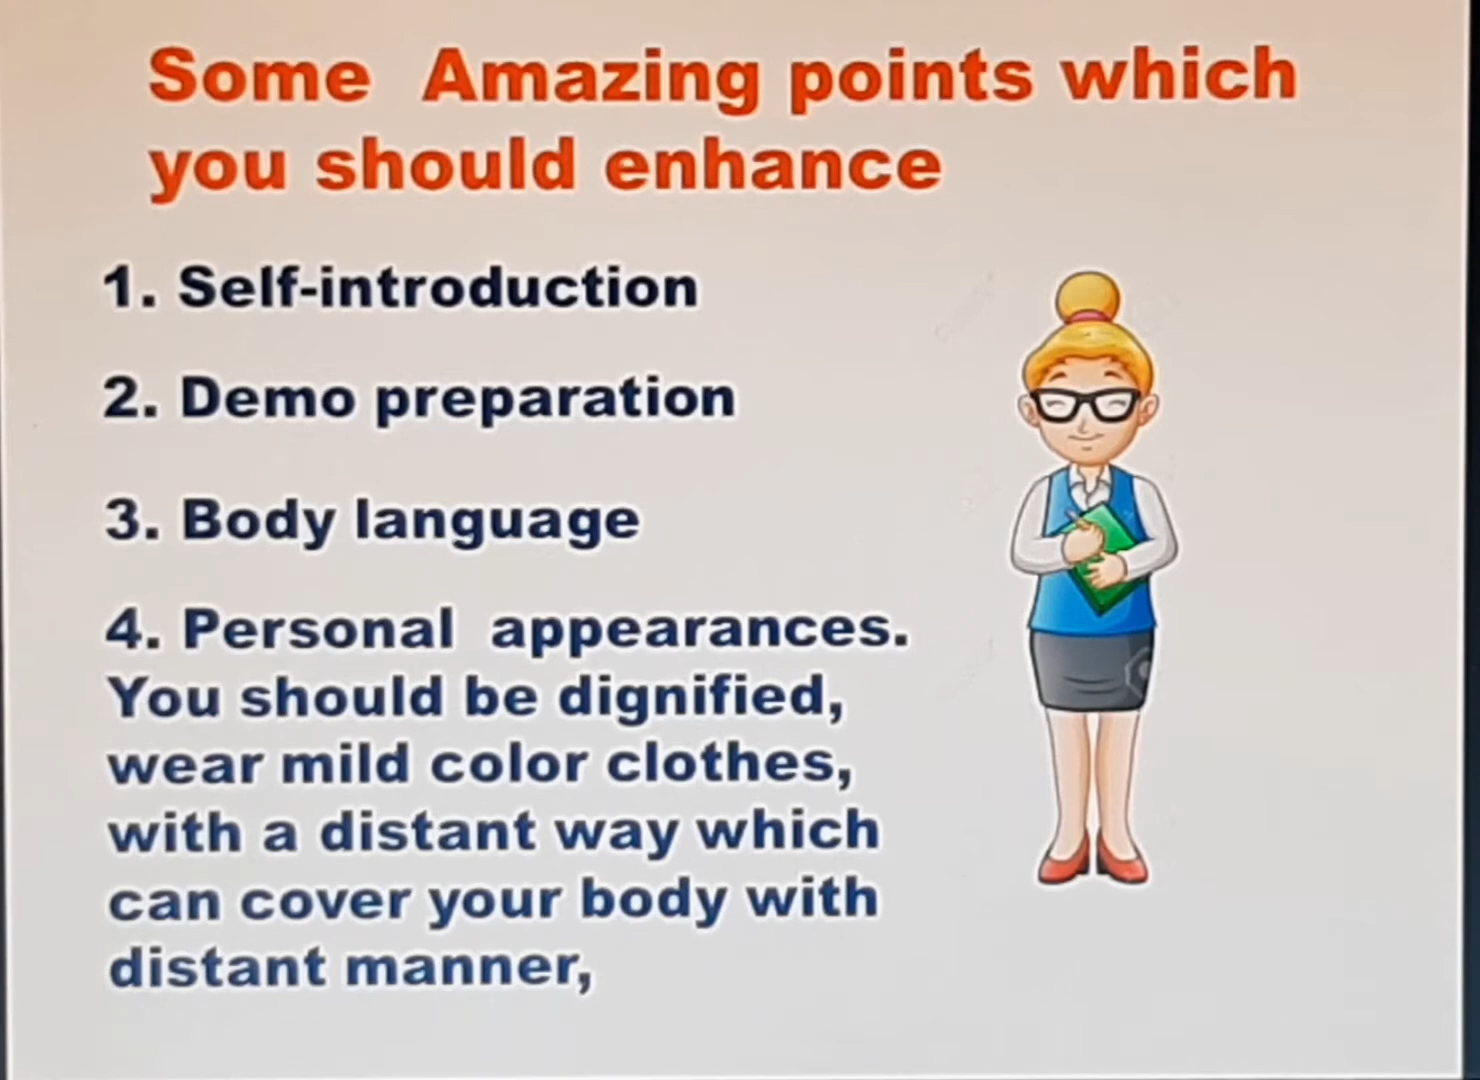 Some Amazing points which
you should enhance
1. Self-introduction
2. Demo preparation
3. Body language
4. Personal appearances.
You should be dignified,
wear mild color clothes,
with a distant way which
can cover your body with
distant manner,